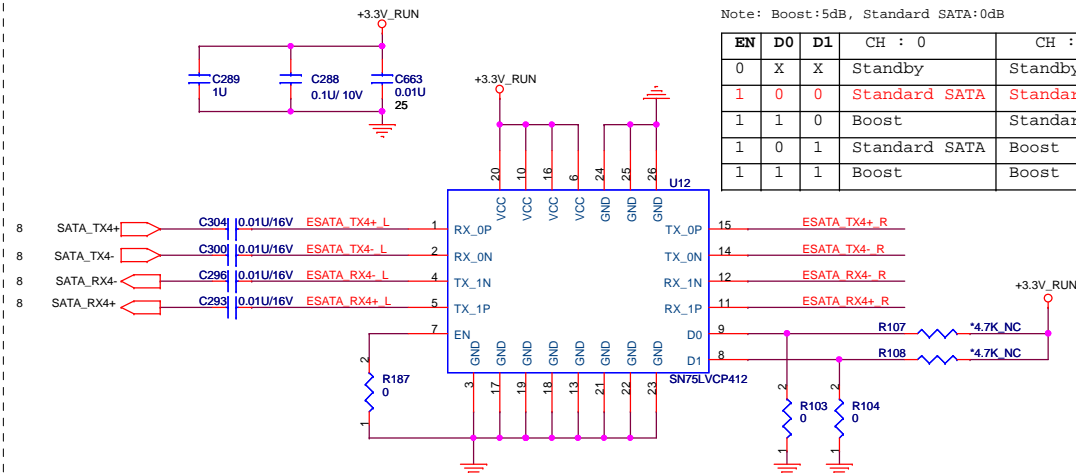 Note: Boost:5dB, Standard SATA:0dB
EN D0 D1 CH : 0 CH :
0 X X Standby Standby
1 0 0 Standard SATA Standar
1 1 0 Boost Standar
1 0 1 Standard SATA Boost
1 1 1 Boost Boost
+3.3V_RUN
C289
1U
C288
0.1U/ 10V
C663
0.01U
25
+3.3V_RUN
20 10 16 6 24 25 26
VCC VCC VCC VCC GND GND GND
U12
8 SATA_TX4+ C304 0.01U/16V ESATA_TX4+_L 1 RX_0P TX_0P 15 ESATA_TX4+_R
8 SATA_TX4- C300 0.01U/16V ESATA_TX4-_L 2 RX_0N TX_0N 14 ESATA_TX4-_R
8 SATA_RX4- C296 0.01U/16V ESATA_RX4-_L 4 TX_1N RX_1N 12 ESATA_RX4-_R
8 SATA_RX4+ C293 0.01U/16V ESATA_RX4+_L 5 TX_1P RX_1P 11 ESATA_RX4+_R
+3.3V_RUN
7 EN D0 9 R107 *4.7K_NC
D1 8 R108 *4.7K_NC
GND GND GND GND GND GND GND
SN75LVCP412
3 17 19 18 13 21 22 23
2
R187
0
1
2
R103
0
1
2
R104
0
1